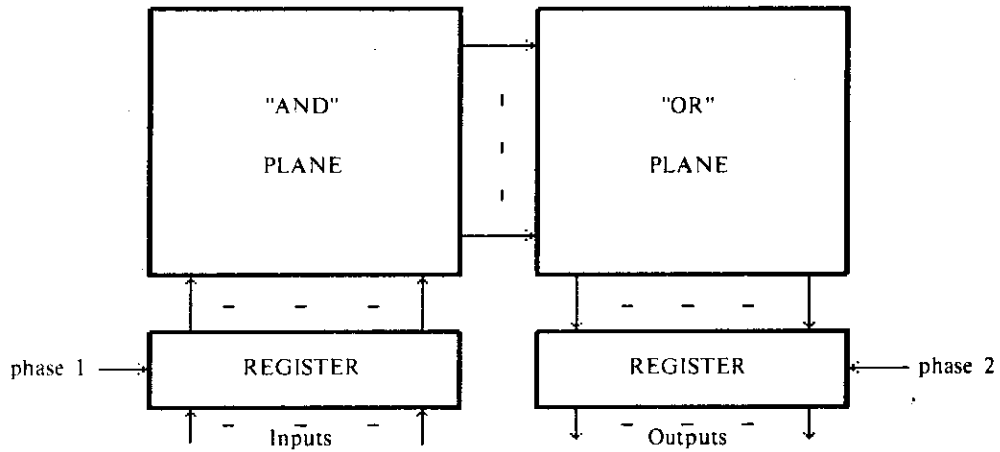 "AND"
PLANE
"OR"
PLANE
phase 1
REGISTER
REGISTER
phase 2
Inputs
Outputs